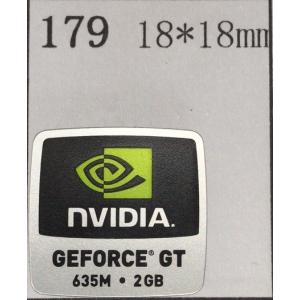 179 18*18mm
NVIDIA.
GEFORCE® GT
635M • 2GB